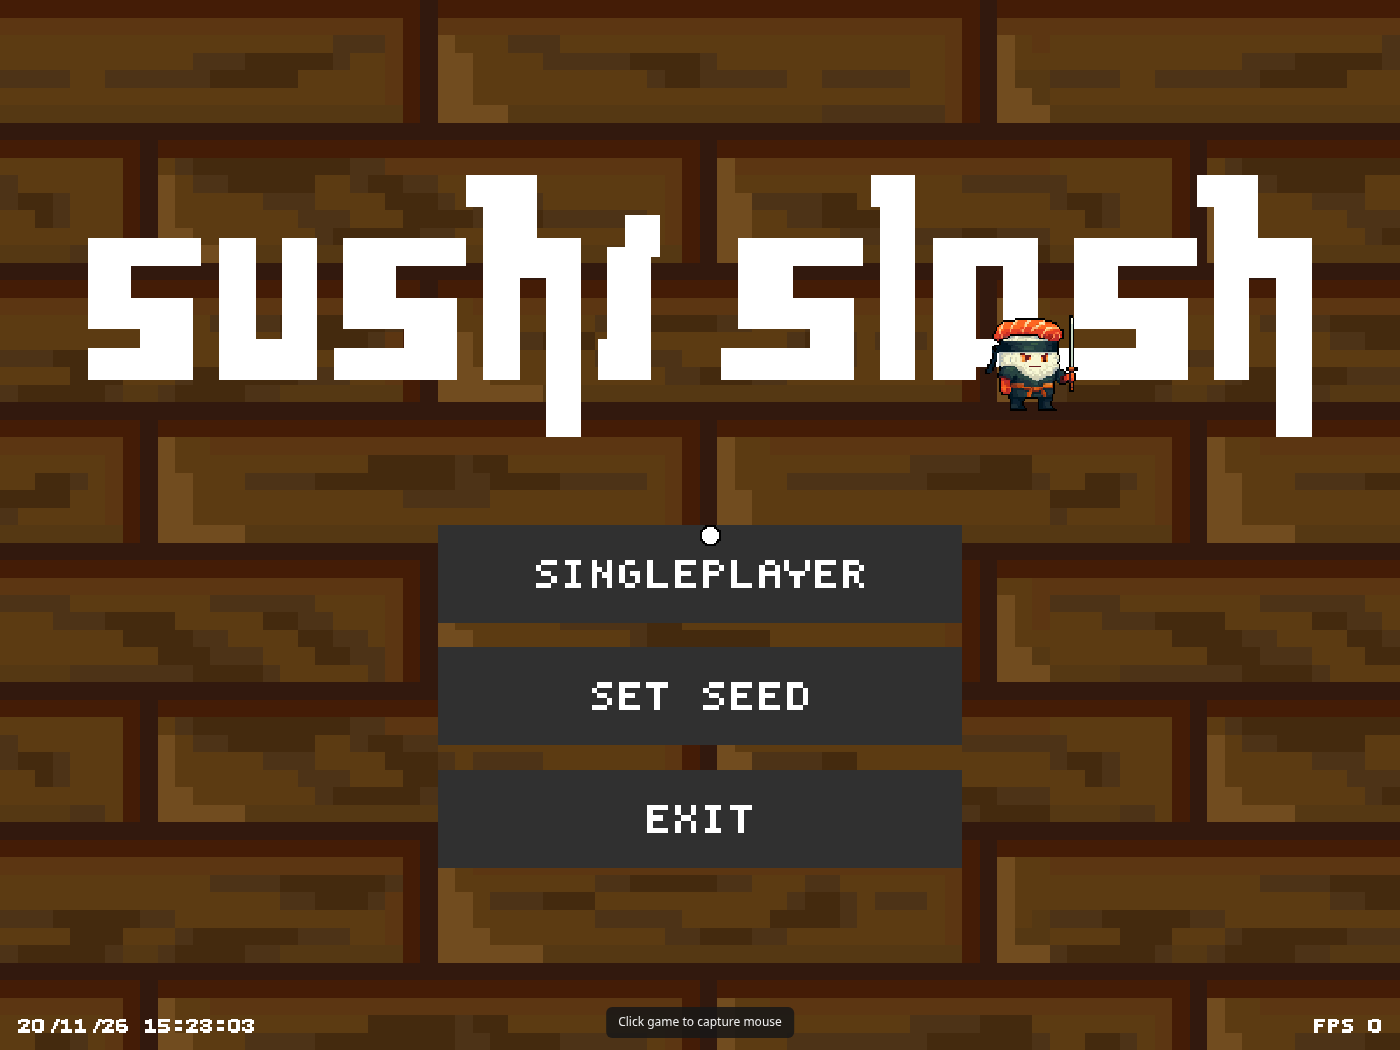 sushi slash
SINGLEPLAYER
SET SEED
EXIT
20/11/26 15:23:03
Click game to capture mouse
FPS 0